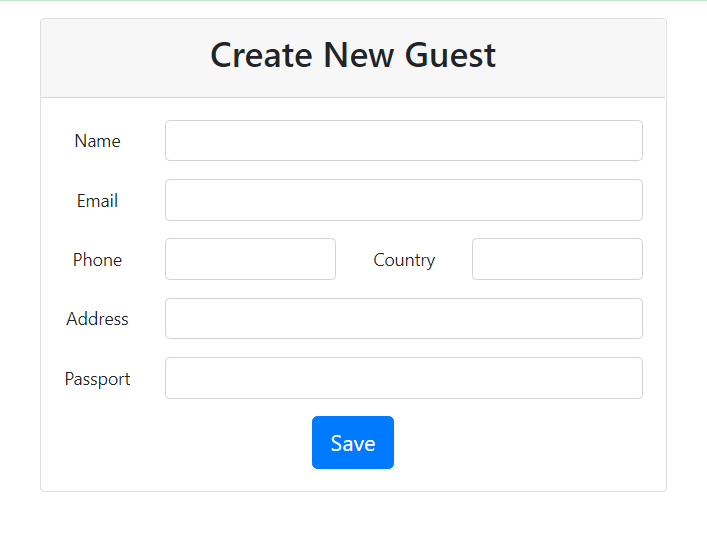 Create New Guest
Name
Email
Phone Country
Address
Passport
Save